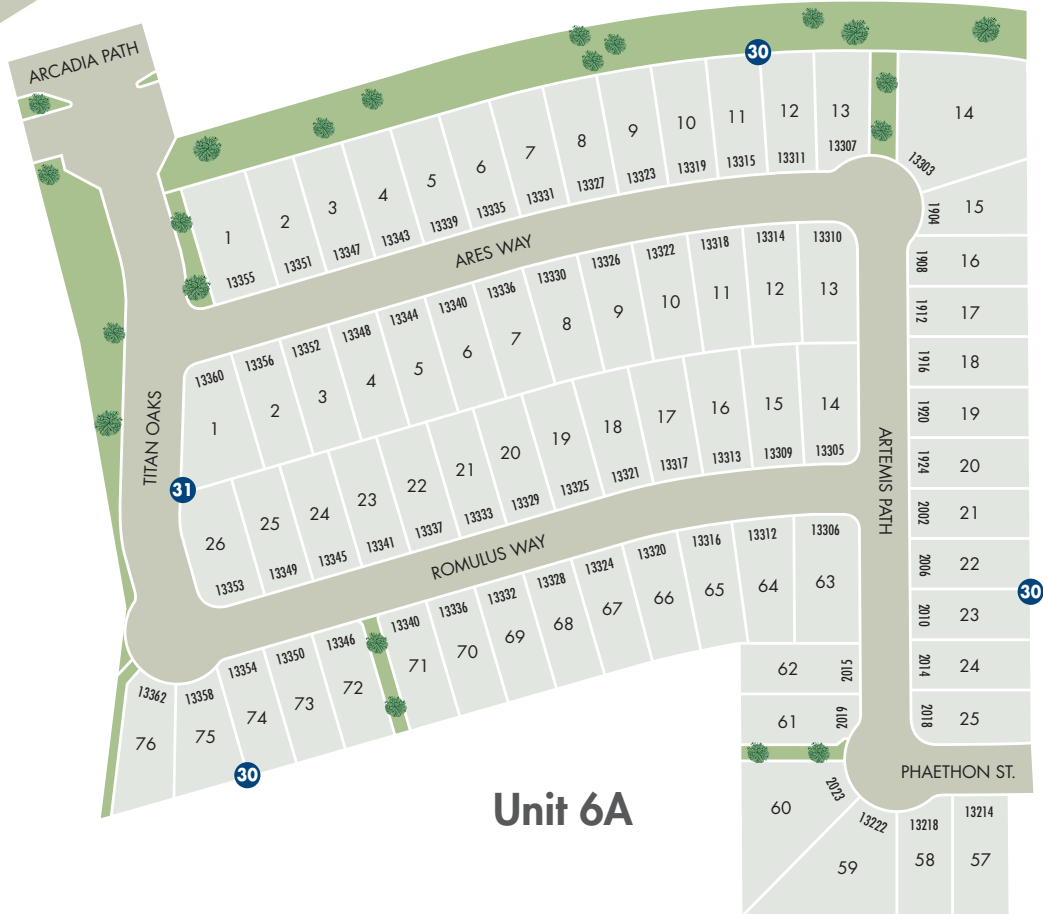 ARCADIA PATH
30
1 2 3 4 5 6 7 8 9 10 11 12 13 14
13355 13351 13347 13343 13339 13335 13331 13327 13323 13319 13315 13311 13307 13303
ARES WAY
1904 15
1908 16
1912 17
1916 18
1920 19
1924 20
2002 21
2006 22
2010 23
2014 24
2018 25
30
13360 13356 13352 13348 13344 13340 13336 13330 13326 13322 13318 13314 13310
1 2 3 4 5 6 7 8 9 10 11 12 13
TITAN OAKS
31
ARTEMIS PATH
26 25 24 23 22 21 20 19 18 17 16 15 14
13353 13349 13345 13341 13337 13333 13329 13325 13321 13317 13313 13309 13305
ROMULUS WAY
13362 13358 13354 13350 13346 13340 13336 13332 13328 13324 13320 13316 13312 13306
76 75 74 73 72 71 70 69 68 67 66 65 64 63
30
62 2015
61 2019
PHAETHON ST.
Unit 6A
60 2023
13222 13218 13214
59 58 57